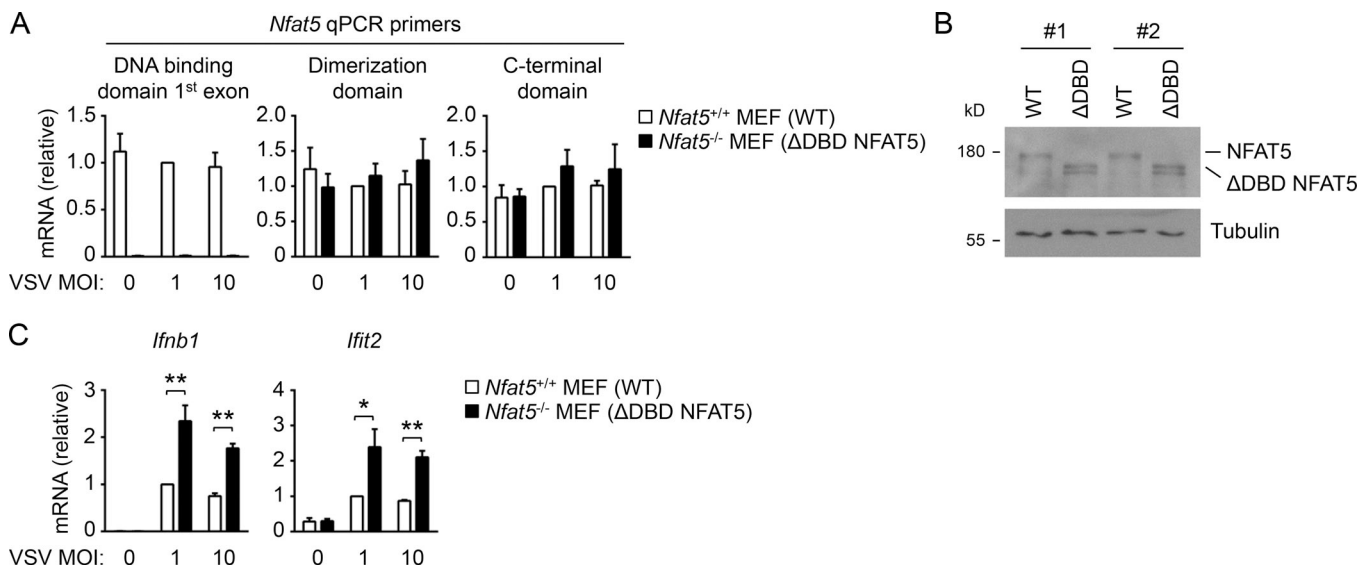 A
Nfat5 qPCR primers
DNA binding
domain 1st exon
Dimerization
domain
C-terminal
domain
mRNA (relative)
1.5
1.0
0.5
0
2.0
1.5
1.0
0.5
0
2.0
1.5
1.0
0.5
0
VSV MOI: 0 1 10 0 1 10 0 1 10
Nfat5+/+ MEF (WT)
Nfat5-/- MEF (ΔDBD NFAT5)
B
#1 #2
kD WT ΔDBD WT ΔDBD
180
NFAT5
ΔDBD NFAT5
55
Tubulin
C
Ifnb1
Ifit2
mRNA (relative)
3
2
1
0
** **
4
3
2
1
0
* **
VSV MOI: 0 1 10 0 1 10
Nfat5+/+ MEF (WT)
Nfat5-/- MEF (ΔDBD NFAT5)